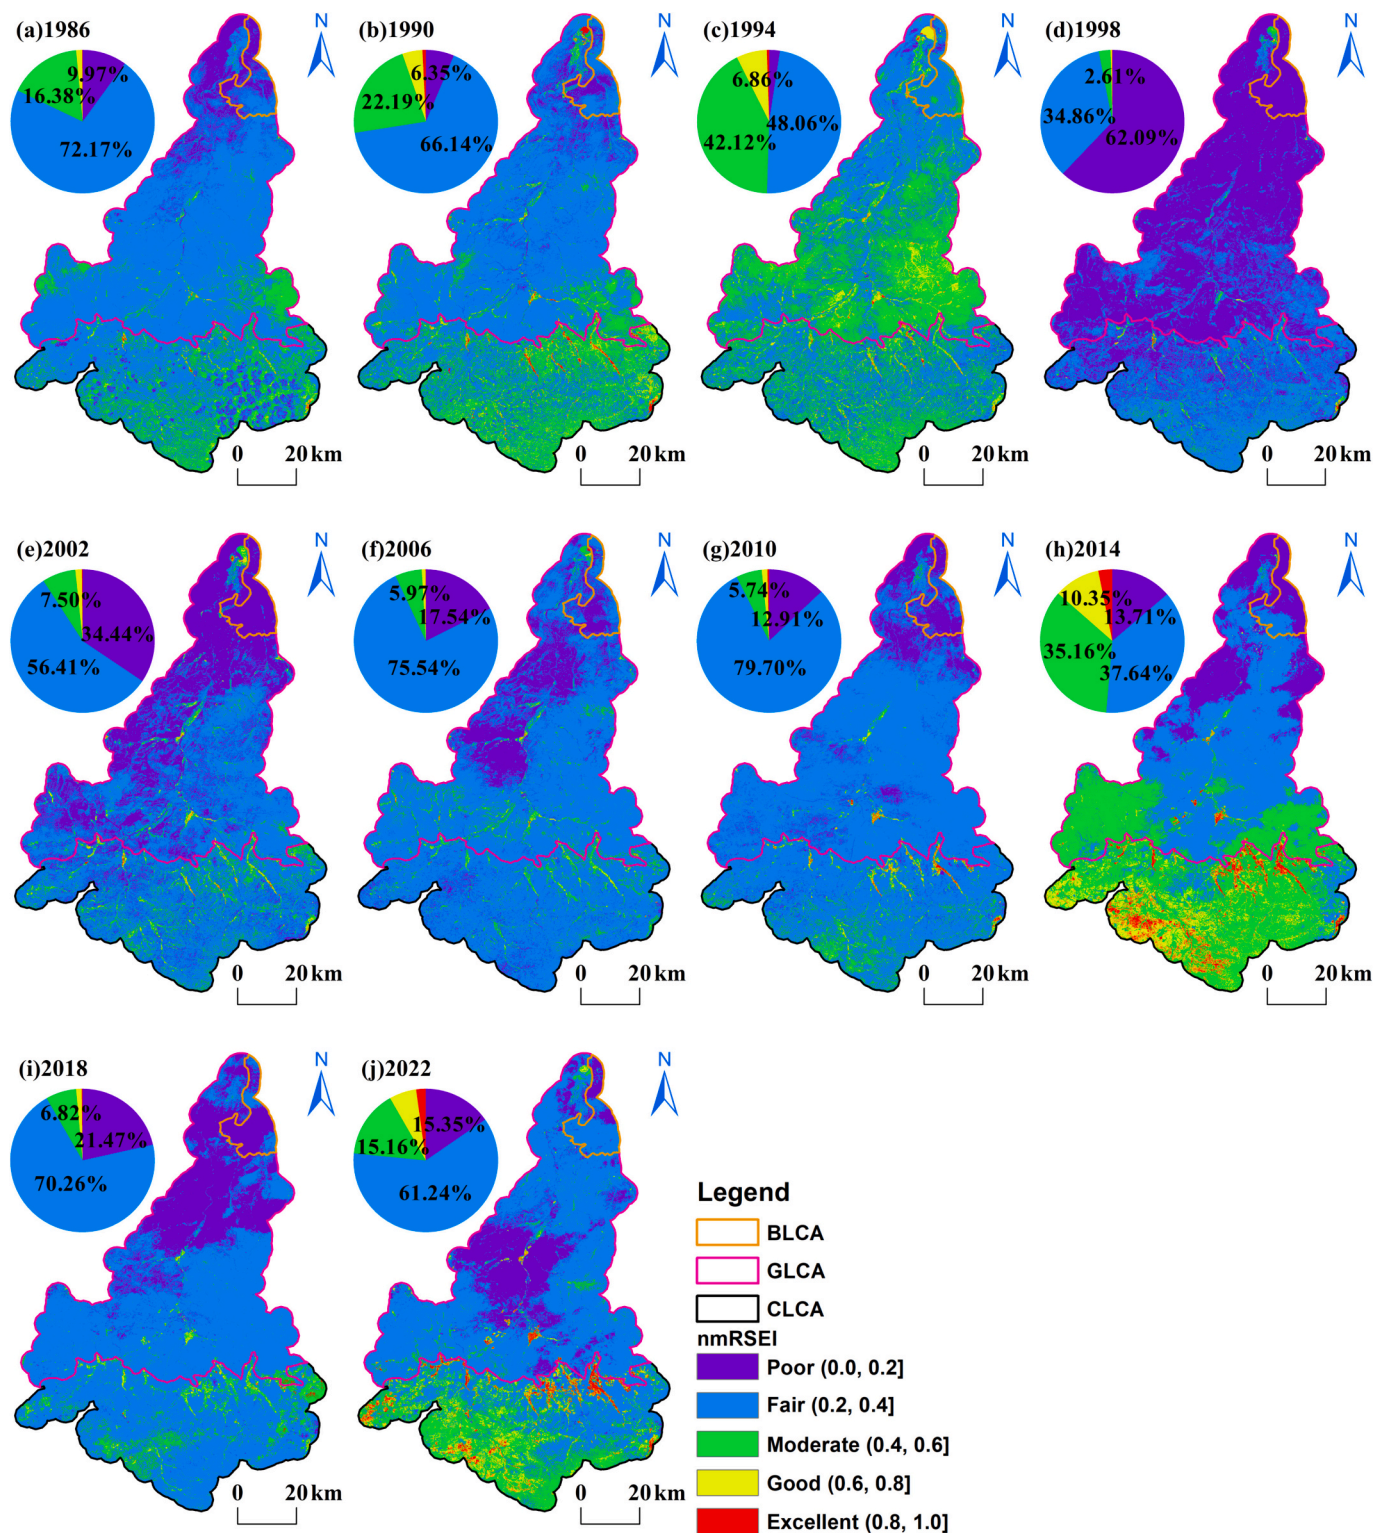 (a)1986
N
9.97%
16.38%
72.17%
0 20 km
(b)1990
N
6.35%
22.19%
66.14%
0 20 km
(c)1994
N
6.86%
48.06%
42.12%
0 20 km
(d)1998
N
2.61%
34.86%
62.09%
0 20 km
(e)2002
N
7.50%
34.44%
56.41%
0 20 km
(f)2006
N
5.97%
17.54%
75.54%
0 20 km
(g)2010
N
5.74%
12.91%
79.70%
0 20 km
(h)2014
N
10.35%
13.71%
35.16%
37.64%
0 20 km
(i)2018
N
6.82%
21.47%
70.26%
0 20 km
(j)2022
N
15.35%
15.16%
61.24%
0 20 km
Legend
BLCA
GLCA
CLCA
nmRSEI
Poor (0.0, 0.2]
Fair (0.2, 0.4]
Moderate (0.4, 0.6]
Good (0.6, 0.8]
Excellent (0.8, 1.0]